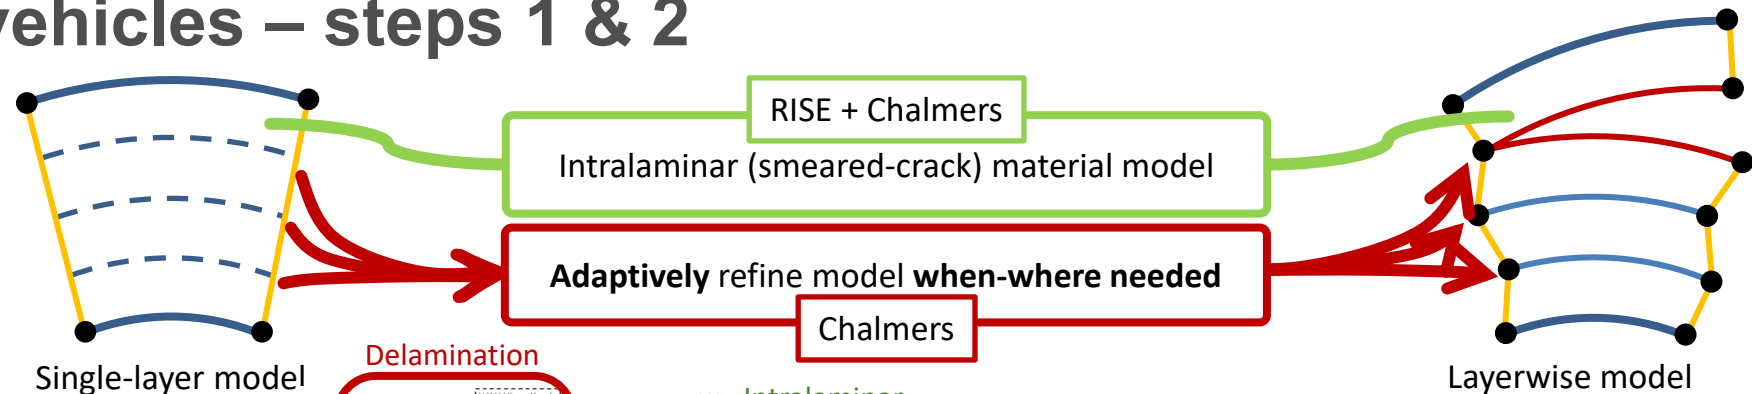 vehicles – steps 1 & 2
RISE + Chalmers
Intralaminar (smeared-crack) material model
Adaptively refine model when-where needed
Chalmers
Delamination
Single-layer model
Intralaminar
Layerwise model